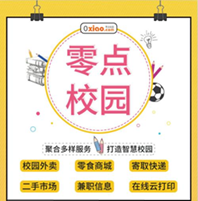 0xiao
零点
校园
聚合多样服务 打造智慧校园
校园外卖 零食商城 寄取快递
二手市场 兼职信息 在线云打印